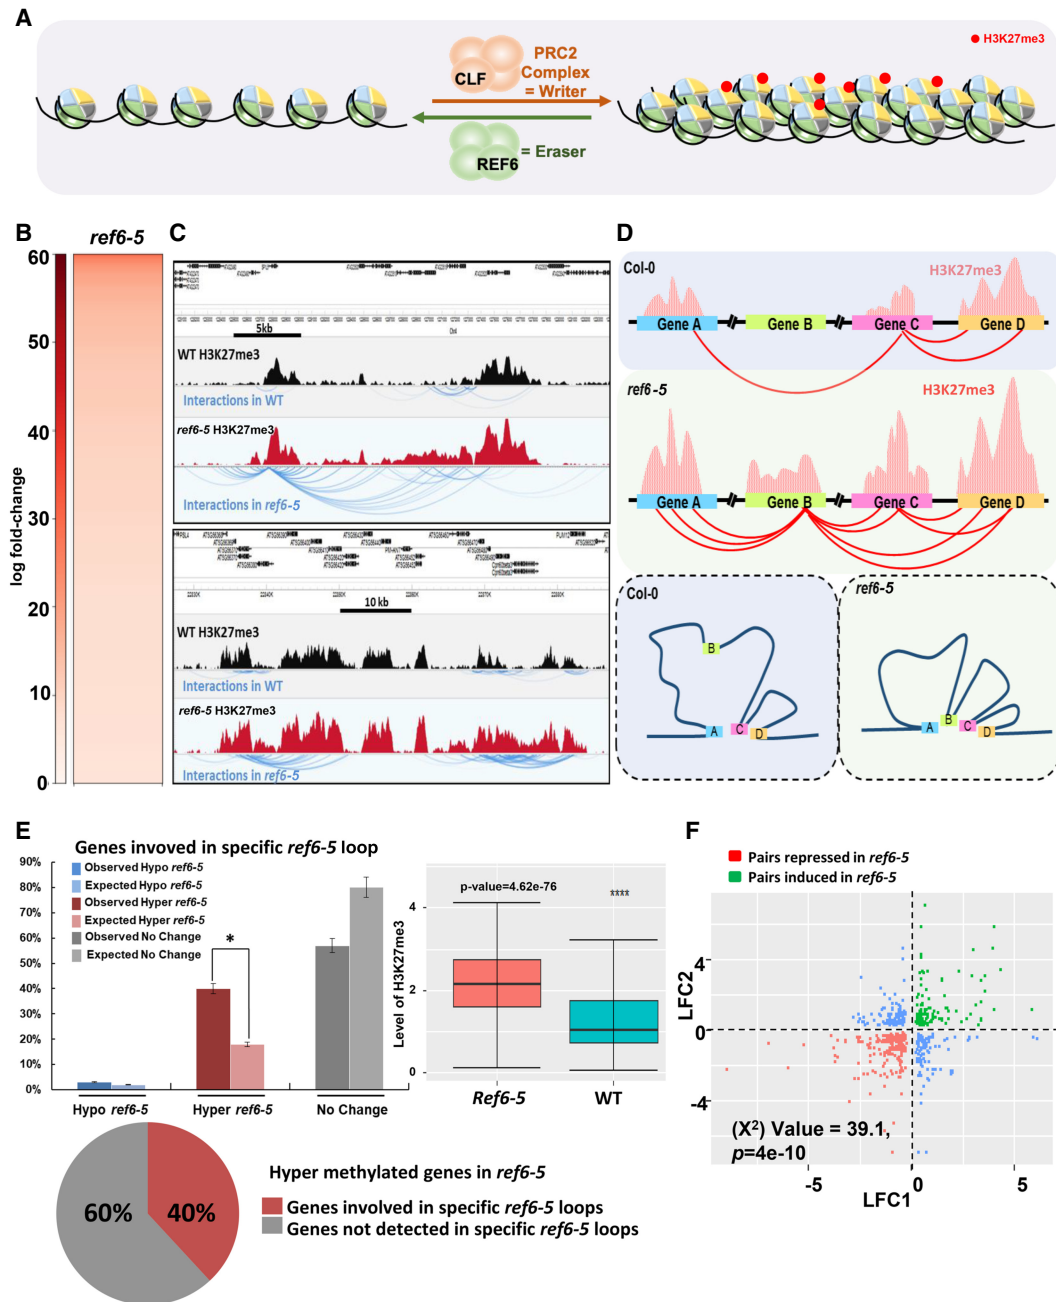 A
H3K27me3
PRC2
Complex
= Writer
CLF
REF6
= Eraser
B
ref6-5
60
50
40
30
20
10
0
log fold-change
C
5kb
Chr4
WT H3K27me3
Interactions in WT
ref6-5 H3K27me3
Interactions in ref6-5
10 kb
WT H3K27me3
Interactions in WT
ref6-5 H3K27me3
Interactions in ref6-5
D
Col-0
H3K27me3
Gene A
Gene B
Gene C
Gene D
ref6-5
H3K27me3
Gene A
Gene B
Gene C
Gene D
Col-0
B
A
C
D
ref6-5
A
B
C
D
E
Genes invoved in specific ref6-5 loop
90%
80%
70%
60%
50%
40%
30%
20%
10%
0%
Observed Hypo ref6-5
Expected Hypo ref6-5
Observed Hyper ref6-5
Expected Hyper ref6-5
Observed No Change
Expected No Change
*
Hypo ref6-5
Hyper ref6-5
No Change
p-value=4.62e-76
****
Level of H3K27me3
4
2
0
Ref6-5
WT
60%
40%
Hyper methylated genes in ref6-5
Genes involved in specific ref6-5 loops
Genes not detected in specific ref6-5 loops
F
Pairs repressed in ref6-5
Pairs induced in ref6-5
LFC2
4
0
-4
(X²) Value = 39.1,
p=4e-10
-5
0
5
LFC1